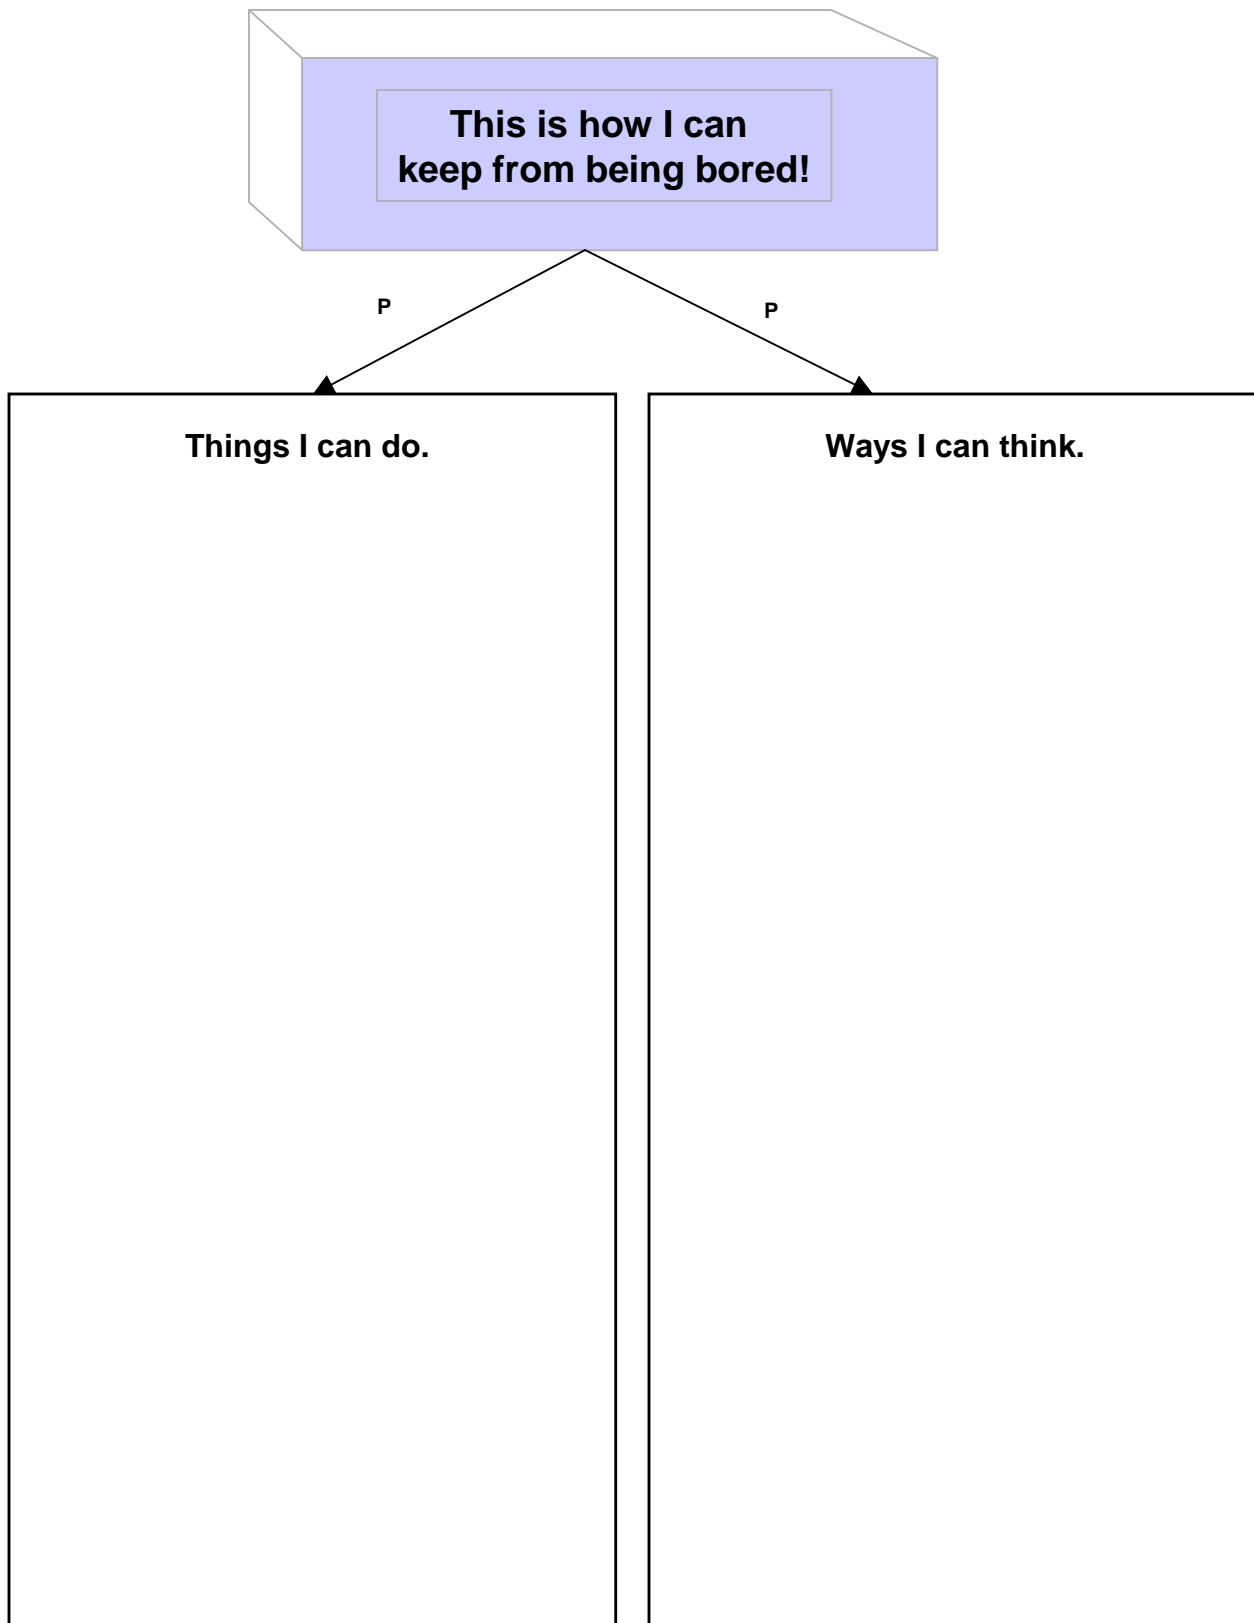 This is how I can
keep from being bored!
P
P
Things I can do.
Ways I can think.